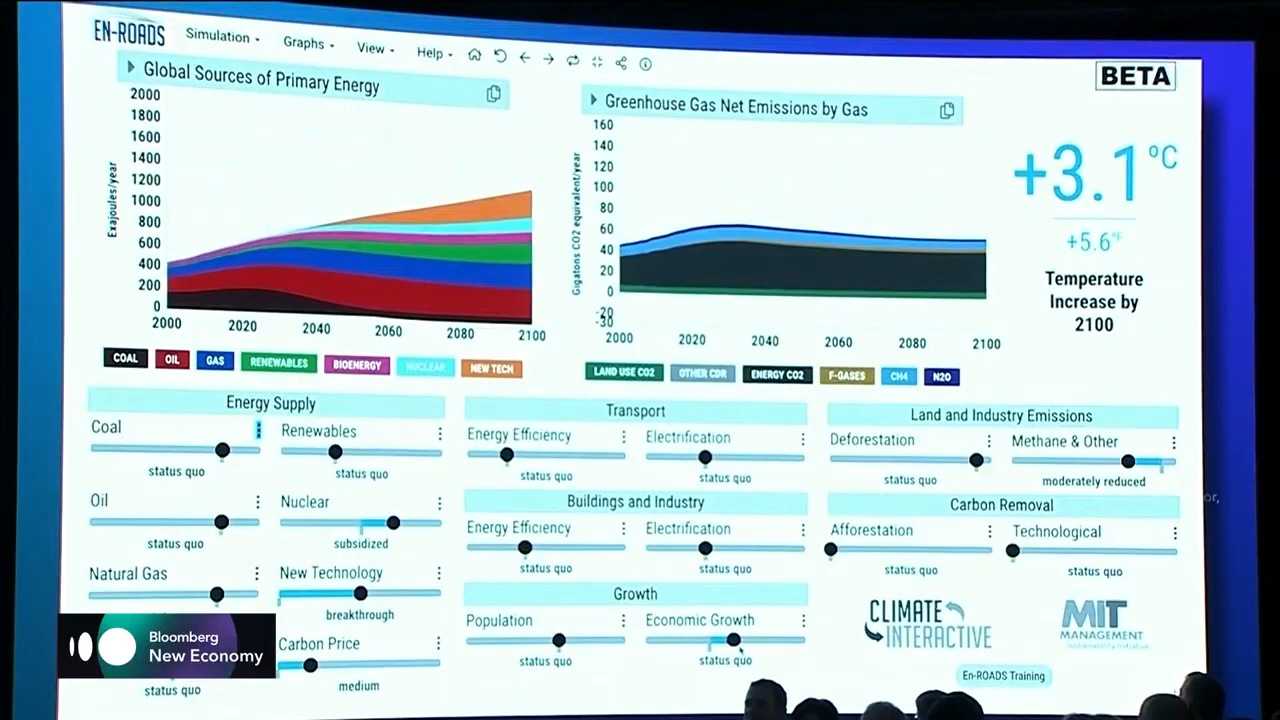 EN-ROADS
Simulation
Graphs
View
Help
BETA
Global Sources of Primary Energy
2000
1800
1600
1400
1200
1000
800
600
400
200
0
Exajoules/year
2000 2020 2040 2060 2080 2100
COAL OIL GAS RENEWABLES BIOENERGY NUCLEAR NEW TECH
Greenhouse Gas Net Emissions by Gas
160
140
120
100
80
60
40
20
0
-20
-30
Gigatons CO2 equivalent/year
2000 2020 2040 2060 2080 2100
LAND USE CO2 OTHER CDR ENERGY CO2 F-GASES CH4 N2O
+3.1 °C
+5.6°F
Temperature
Increase by
2100
Energy Supply
Coal
status quo
Renewables
status quo
Oil
status quo
Nuclear
subsidized
Natural Gas
New Technology
breakthrough
Carbon Price
medium
status quo
Transport
Energy Efficiency
status quo
Electrification
status quo
Buildings and Industry
Energy Efficiency
status quo
Electrification
status quo
Growth
Population
status quo
Economic Growth
status quo
Land and Industry Emissions
Deforestation
status quo
Methane & Other
moderately reduced
Carbon Removal
Afforestation
status quo
Technological
status quo
CLIMATE
INTERACTIVE
MIT
MANAGEMENT
Sustainability Initiative
En-ROADS Training
or,
Bloomberg
New Economy